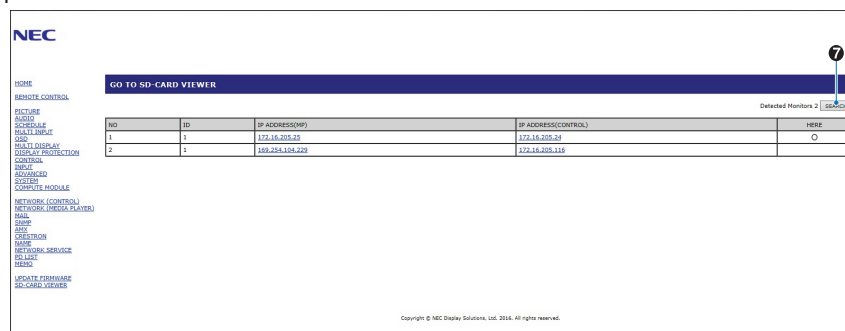 NEC
7
HOME
REMOTE CONTROL
PICTURE
AUDIO
SCHEDULE
MULTI INPUT
OSD
MULTI DISPLAY
DISPLAY PROTECTION
CONTROL
INPUT
ADVANCED
SYSTEM
COMPUTE MODULE
NETWORK (CONTROL)
NETWORK (MEDIA PLAYER)
MAIL
SNMP
AMX
CRESTRON
NAME
NETWORK SERVICE
PD LIST
MEMO
UPDATE FIRMWARE
SD-CARD VIEWER
GO TO SD-CARD VIEWER
Detected Monitors 2 SEARCH
NO ID IP ADDRESS(MP) IP ADDRESS(CONTROL) HERE
1 1 172.16.205.25 172.16.205.24 O
2 1 169.254.104.229 172.16.205.116
Copyright © NEC Display Solutions, Ltd. 2016. All rights reserved.